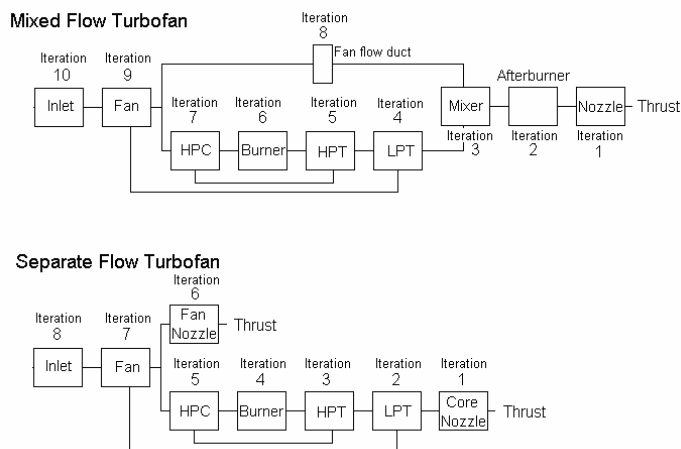 Mixed Flow Turbofan
Iteration
8
Fan flow duct
Iteration
10
Iteration
9
Inlet
Fan
Iteration
7
Iteration
6
Iteration
5
Iteration
4
HPC
Burner
HPT
LPT
Afterburner
Mixer
Nozzle
Thrust
Iteration
3
Iteration
2
Iteration
1
Separate Flow Turbofan
Iteration
6
Fan
Nozzle
Thrust
Iteration
8
Iteration
7
Inlet
Fan
Iteration
5
Iteration
4
Iteration
3
Iteration
2
Iteration
1
HPC
Burner
HPT
LPT
Core
Nozzle
Thrust